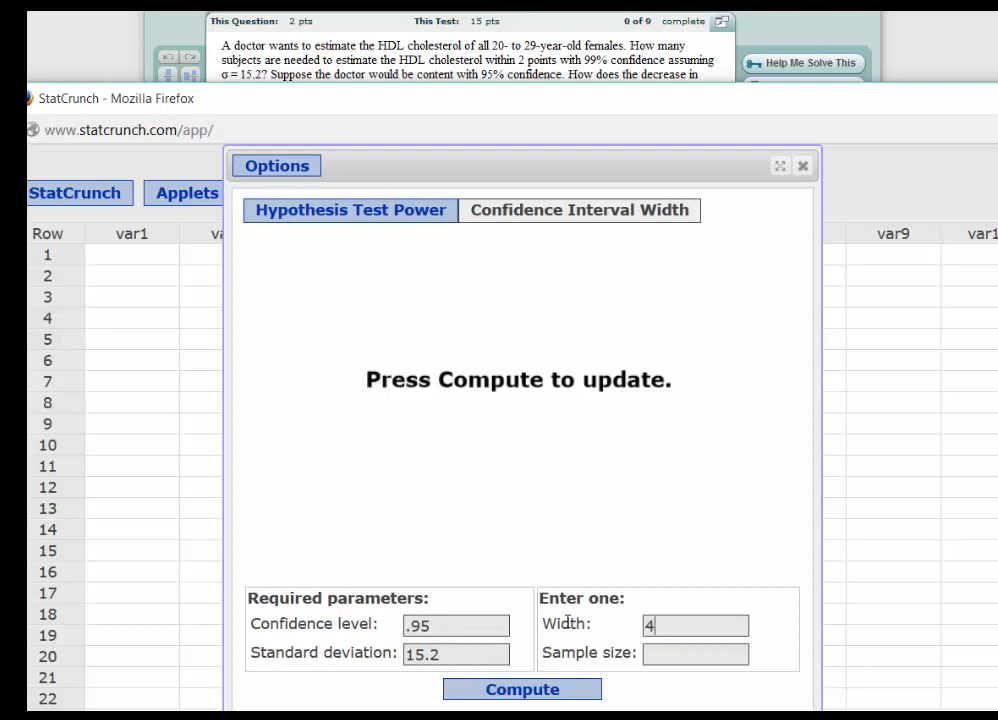 This Question: 2 pts This Test: 15 pts 0 of 9 complete
A doctor wants to estimate the HDL cholesterol of all 20- to 29-year-old females. How many
subjects are needed to estimate the HDL cholesterol within 2 points with 99% confidence assuming
σ = 15.2? Suppose the doctor would be content with 95% confidence. How does the decrease in
Help Me Solve This
StatCrunch - Mozilla Firefox
www.statcrunch.com/app/
Options
StatCrunch Applets
Hypothesis Test Power Confidence Interval Width
Row var1 var9
1
2
3
4
5
6
7
8
9
10
11
12
13
14
15
16
17
18
19
20
21
22
Press Compute to update.
Required parameters: Enter one:
Confidence level: .95 Width: 4
Standard deviation: 15.2 Sample size:
Compute